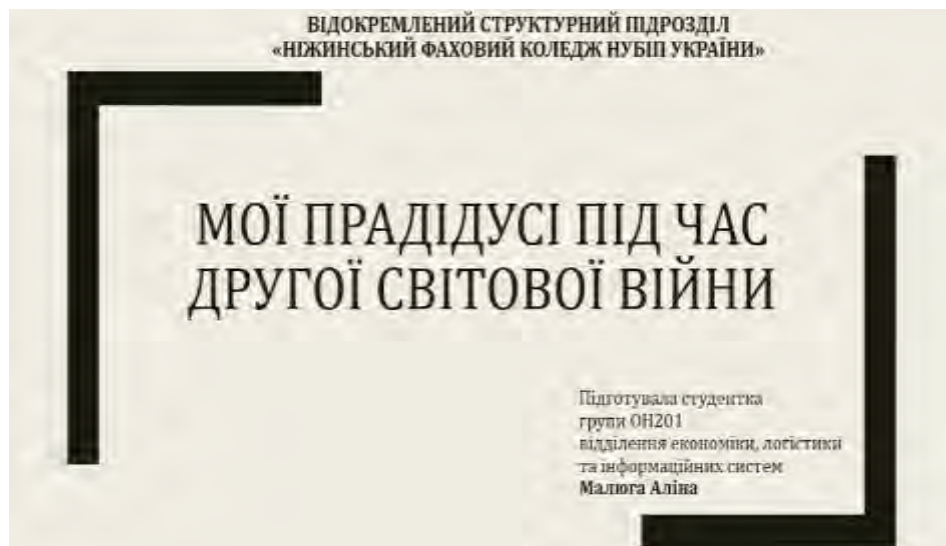 ВІДОКРЕМЛЕНИЙ СТРУКТУРНИЙ ПІДРОЗДІЛ
«НІЖИНСЬКИЙ ФАХОВИЙ КОЛЕДЖ НУБІП УКРАЇНИ»
МОЇ ПРАДІДУСІ ПІД ЧАС
ДРУГОЇ СВІТОВОЇ ВІЙНИ
Підготувала студентка
групи ОН201
відділення економіки, логістики
та інформаційних систем
Малюга Аліна